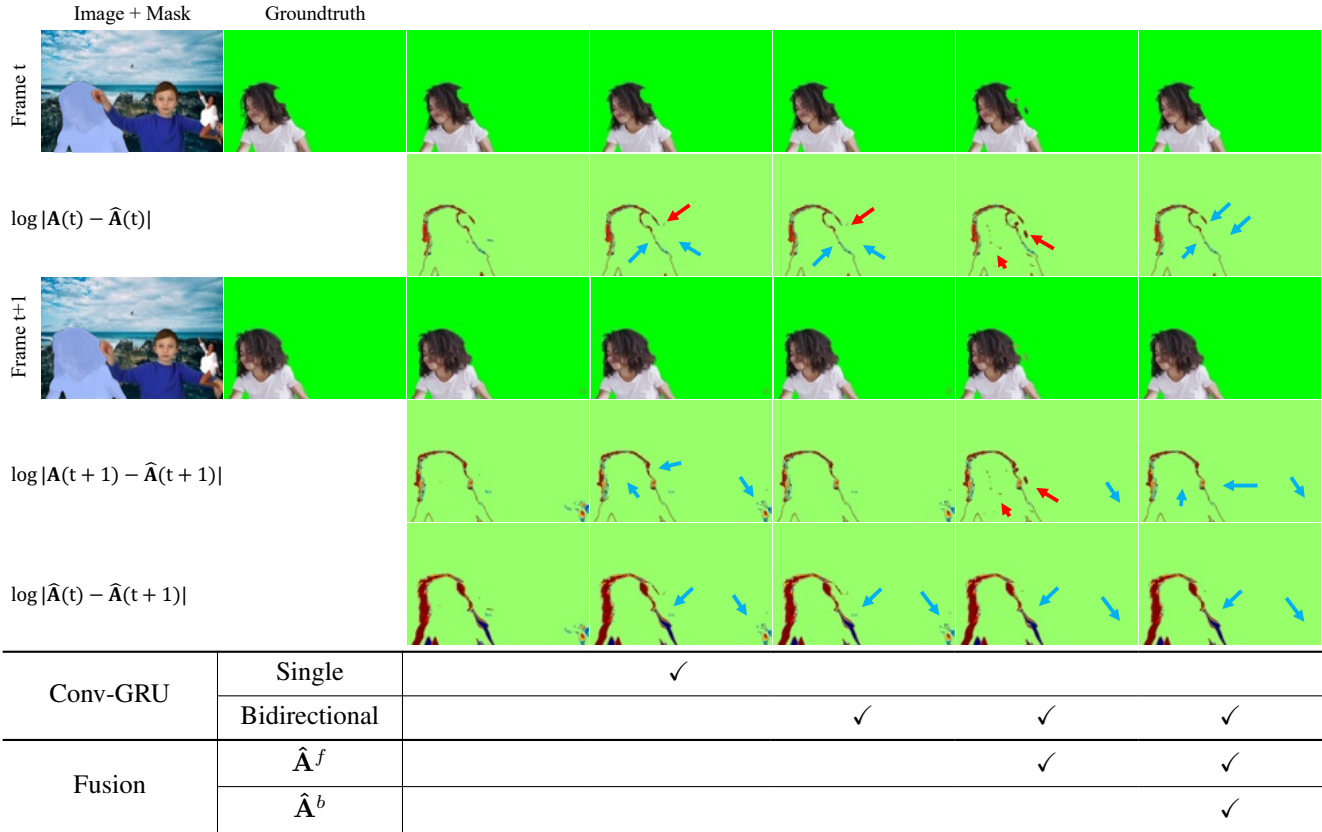 Image + Mask Groundtruth
Frame t
log |A(t) − Â(t)|
Frame t+1
log |A(t + 1) − Â(t + 1)|
log |Â(t) − Â(t + 1)|
Conv-GRU Single ✓
Bidirectional ✓ ✓ ✓
Fusion Â^f ✓ ✓
Â^b ✓